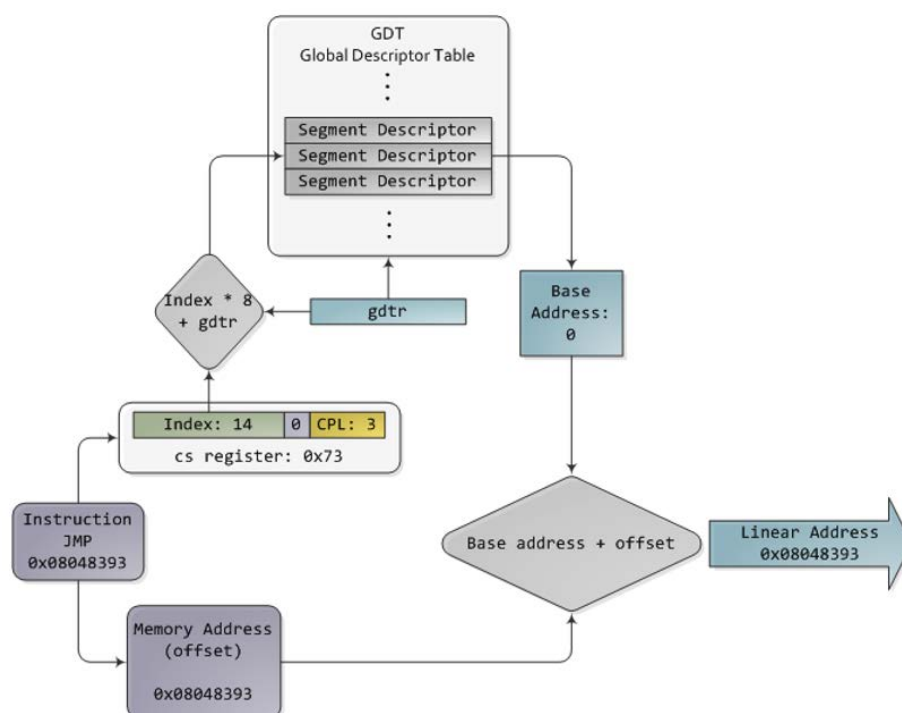 GDT
Global Descriptor Table
Segment Descriptor
Segment Descriptor
Segment Descriptor
Index * 8
+ gdtr
gdtr
Base
Address:
0
Index: 14 0 CPL: 3
cs register: 0x73
Instruction
JMP
0x08048393
Base address + offset
Linear Address
0x08048393
Memory Address
(offset)
0x08048393